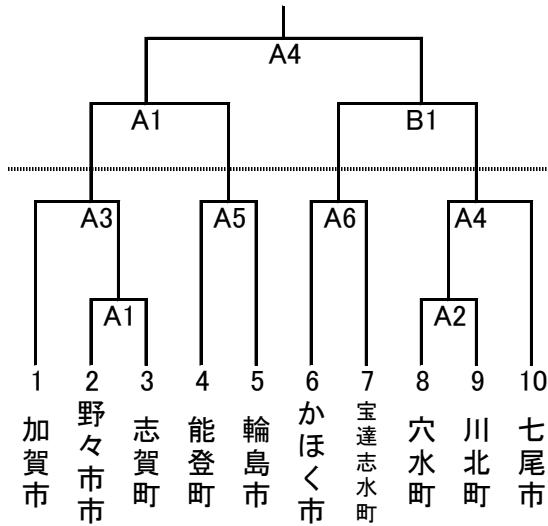 A4
A1
B1
A3
A5
A6
A4
A1
A2
1
2
3
4
5
6
7
8
9
10
加賀市
野々市市
志賀町
能登町
輪島市
かほく市
宝達志水町
穴水町
川北町
七尾市